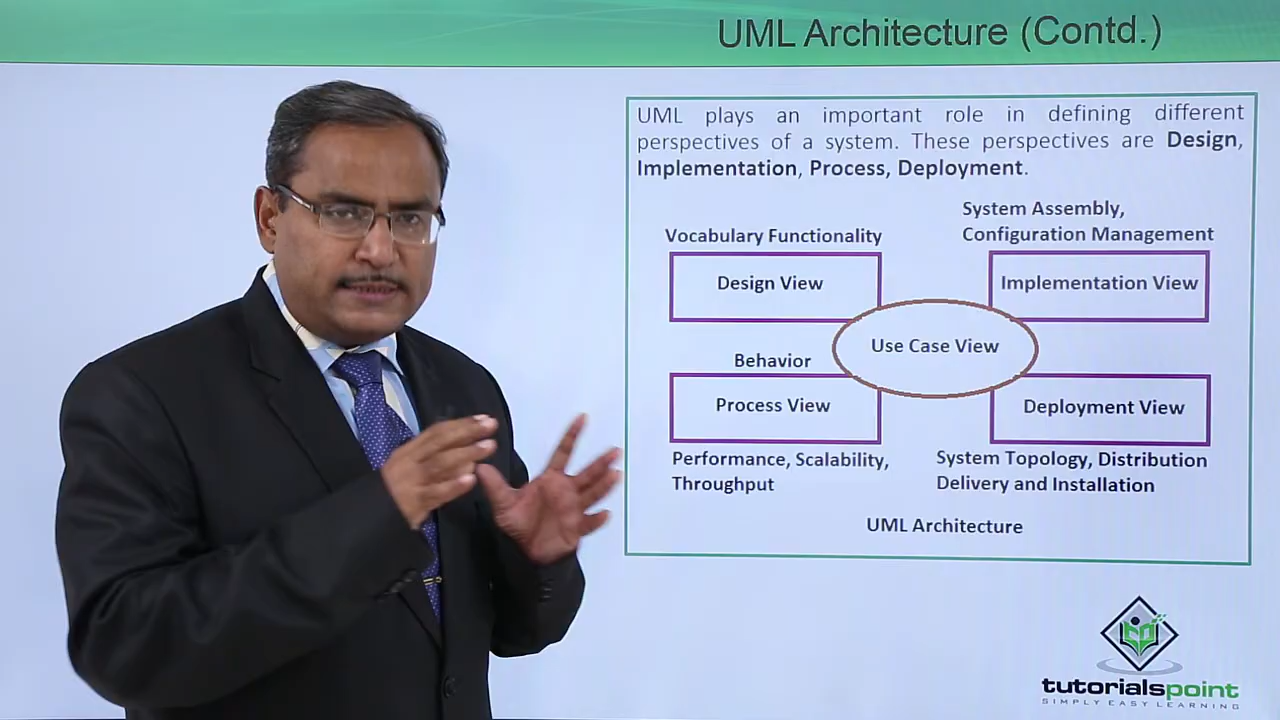 UML Architecture (Contd.)
UML plays an important role in defining different
perspectives of a system. These perspectives are Design,
Implementation, Process, Deployment.
System Assembly,
Vocabulary Functionality
Configuration Management
Design View
Implementation View
Use Case View
Behavior
Process View
Deployment View
Performance, Scalability,
Throughput
System Topology, Distribution
Delivery and Installation
UML Architecture
tutorialspoint
SIMPLY EASY LEARNING